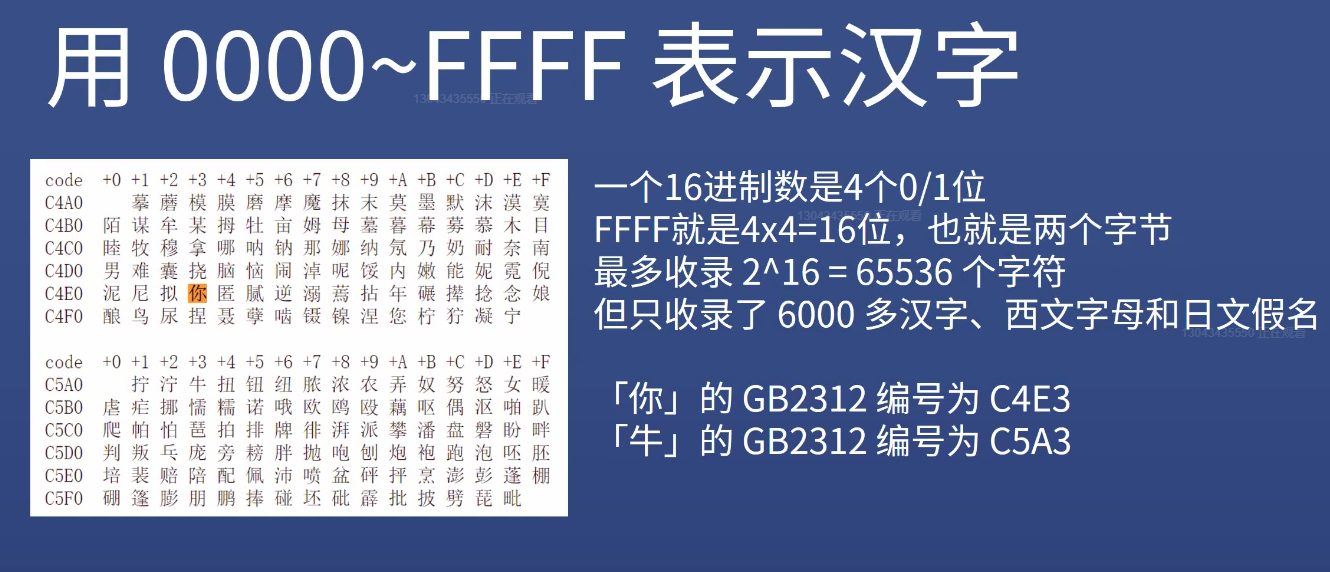 用 0000~FFFF 表示汉字
code +0 +1 +2 +3 +4 +5 +6 +7 +8 +9 +A +B +C +D +E +F
C4A0 摹 蘑 模 膜 磨 摩 魔 抹 末 莫 墨 默 沫 漠 寞
C4B0 陌 谋 牟 某 拇 牡 亩 姆 母 墓 暮 幕 募 慕 木 目
C4C0 睦 牧 穆 拿 哪 呐 钠 那 娜 纳 氖 乃 奶 耐 奈 南
C4D0 男 难 囊 挠 脑 恼 闹 淖 呢 馁 内 嫩 能 妮 霓 倪
C4E0 泥 尼 拟 你 匿 腻 逆 溺 蔫 拈 年 碾 撵 捻 念 娘
C4F0 酿 鸟 尿 捏 聂 孽 啮 镊 镍 涅 您 柠 狞 凝 宁
code +0 +1 +2 +3 +4 +5 +6 +7 +8 +9 +A +B +C +D +E +F
C5A0 拧 泞 牛 扭 钮 纽 脓 浓 农 弄 奴 努 怒 女 暖
C5B0 虐 疟 挪 懦 糯 诺 哦 欧 鸥 殴 藕 呕 偶 沤 啪 趴
C5C0 爬 帕 怕 琶 拍 排 牌 徘 湃 派 攀 潘 盘 磐 盼 畔
C5D0 判 叛 乓 庞 旁 耪 胖 抛 咆 刨 炮 袍 跑 泡 呸 胚
C5E0 培 裴 赔 陪 配 佩 沛 喷 盆 砰 抨 烹 澎 彭 蓬 棚
C5F0 硼 篷 膨 朋 鹏 捧 碰 坯 砒 霹 批 披 劈 琵 毗
一个16进制数是4个0/1位
FFFF就是4x4=16位，也就是两个字节
最多收录 2^16 = 65536 个字符
但只收录了 6000 多汉字、西文字母和日文假名
「你」的 GB2312 编号为 C4E3
「牛」的 GB2312 编号为 C5A3